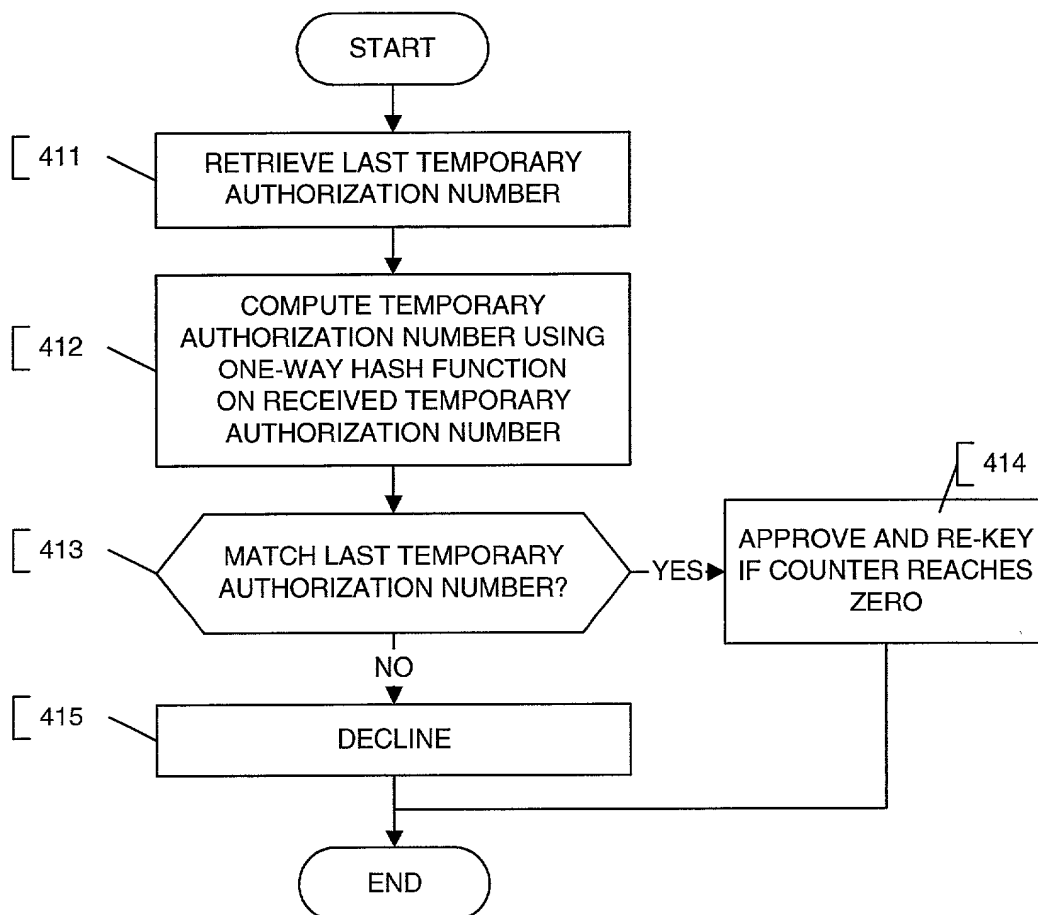 START
411
RETRIEVE LAST TEMPORARY
AUTHORIZATION NUMBER
412
COMPUTE TEMPORARY
AUTHORIZATION NUMBER USING
ONE-WAY HASH FUNCTION
ON RECEIVED TEMPORARY
AUTHORIZATION NUMBER
413
MATCH LAST TEMPORARY
AUTHORIZATION NUMBER?
YES
414
APPROVE AND RE-KEY
IF COUNTER REACHES
ZERO
NO
415
DECLINE
END